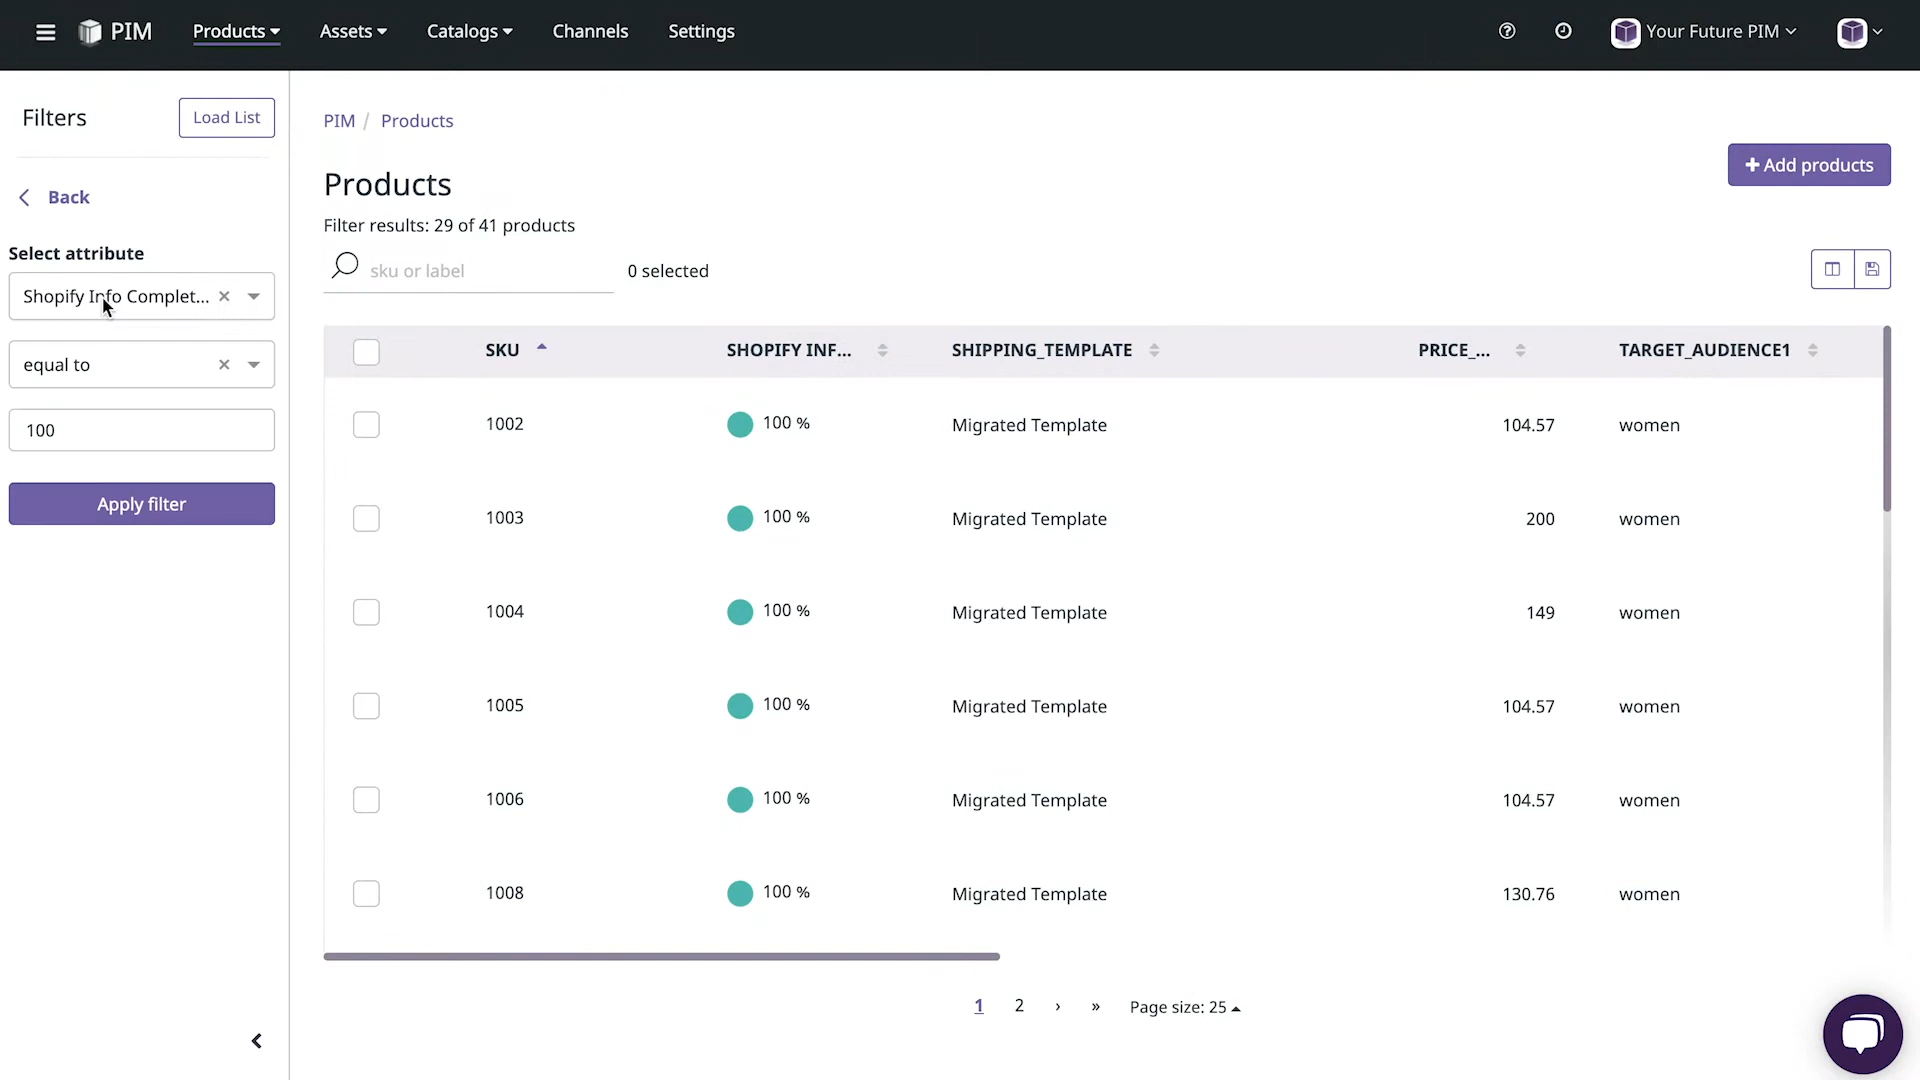 PIM Products Assets Catalogs Channels Settings Your Future PIM
Filters Load List
Back
Select attribute
Shopify Info Complet...
equal to
100
Apply filter
PIM / Products
+ Add products
Products
Filter results: 29 of 41 products
sku or label 0 selected
SKU SHOPIFY INF... SHIPPING_TEMPLATE PRICE_... TARGET_AUDIENCE1
1002 100 % Migrated Template 104.57 women
1003 100 % Migrated Template 200 women
1004 100 % Migrated Template 149 women
1005 100 % Migrated Template 104.57 women
1006 100 % Migrated Template 104.57 women
1008 100 % Migrated Template 130.76 women
1 2 › » Page size: 25